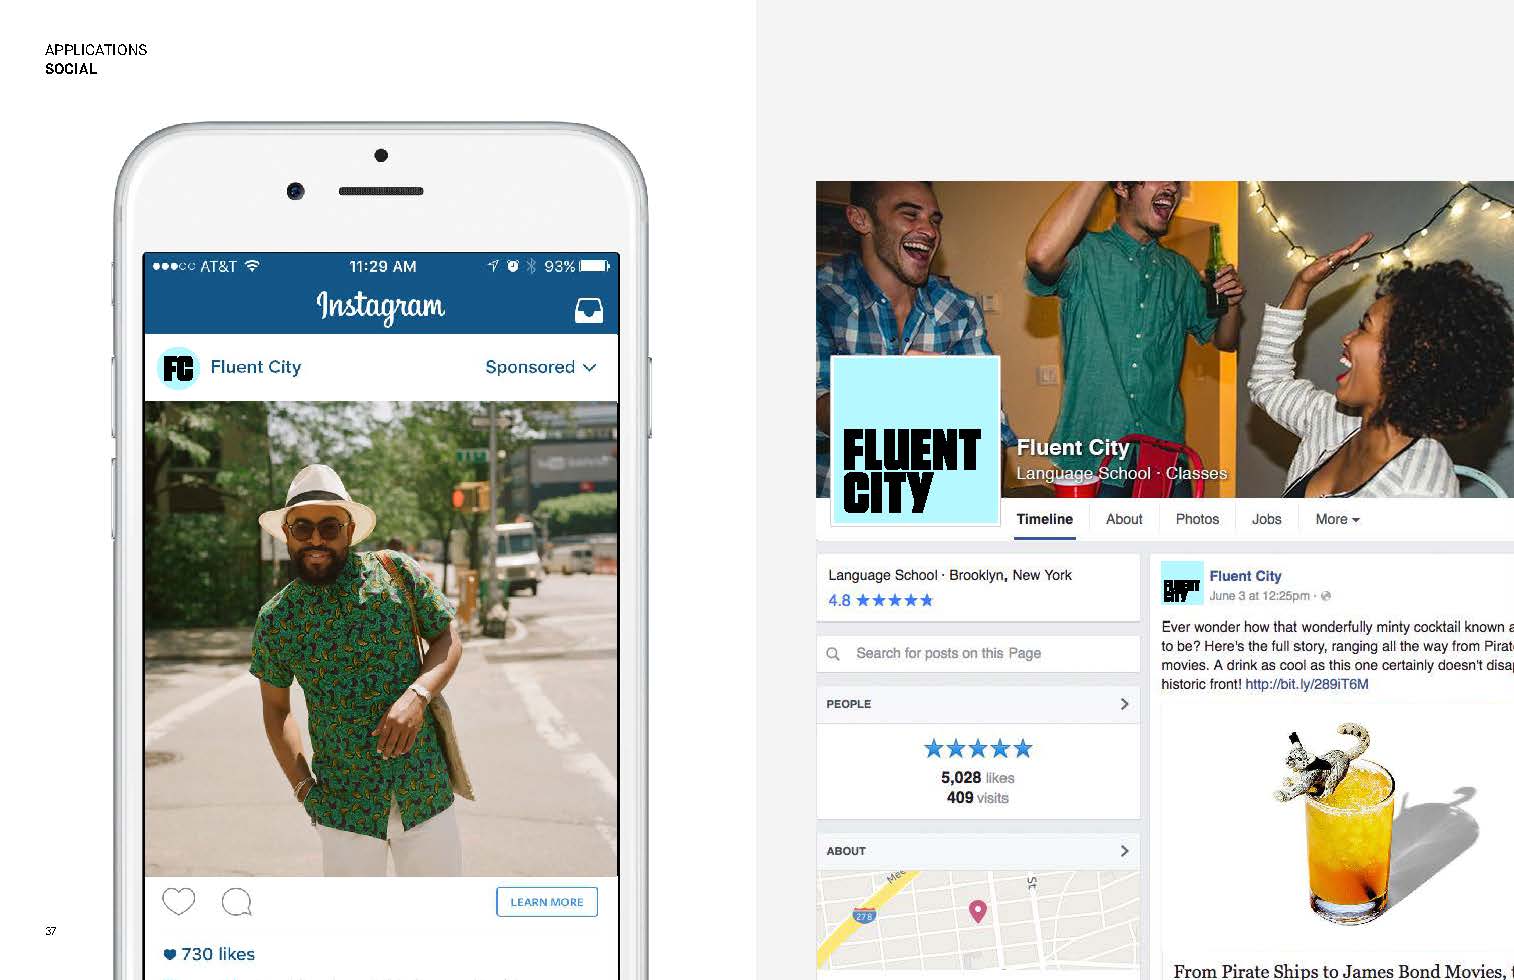 APPLICATIONS
SOCIAL
AT&T 11:29 AM 93%
Instagram
FC Fluent City Sponsored
LEARN MORE
730 likes
37
FLUENT
CITY
Fluent City
Language School · Classes
Timeline About Photos Jobs More
Language School · Brooklyn, New York
4.8 ★★★★★
Search for posts on this Page
PEOPLE
★★★★★
5,028 likes
409 visits
ABOUT
St
278
FLUENT
CITY
Fluent City
June 3 at 12:25pm ·
Ever wonder how that wonderfully minty cocktail known
to be? Here's the full story, ranging all the way from
movies. A drink as cool as this one certainly doesn't
historic front! http://bit.ly/289iT6M
From Pirate Ships to James Bond Movies,